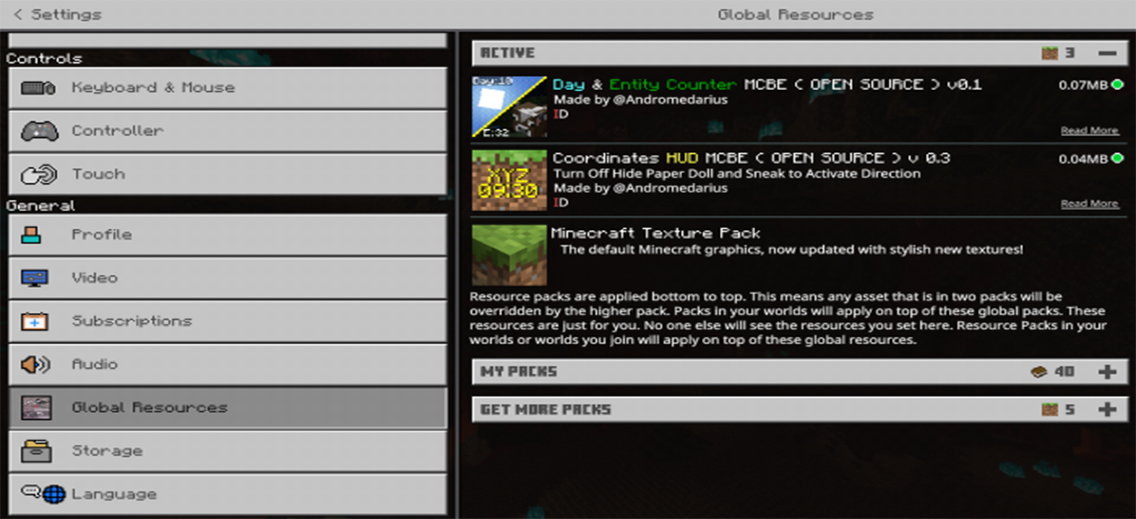 < Settings
Global Resources
Controls
Keyboard & Mouse
Controller
Touch
General
Profile
Video
Subscriptions
Audio
Global Resources
Storage
Language
ACTIVE 3
Day:10
E:32
Day & Entity Counter MCBE ( OPEN SOURCE ) v0.1 0.07MB
Made by @Andromedarius
ID
Read More
XYZ
09:30
Coordinates HUD MCBE ( OPEN SOURCE ) v 0.3 0.04MB
Turn Off Hide Paper Doll and Sneak to Activate Direction
Made by @Andromedarius
ID
Read More
Minecraft Texture Pack
The default Minecraft graphics, now updated with stylish new textures!
Resource packs are applied bottom to top. This means any asset that is in two packs will be
overridden by the higher pack. Packs in your worlds will apply on top of these global packs. These
resources are just for you. No one else will see the resources you set here. Resource Packs in your
worlds or worlds you join will apply on top of these global resources.
MY PACKS 40
GET MORE PACKS 5